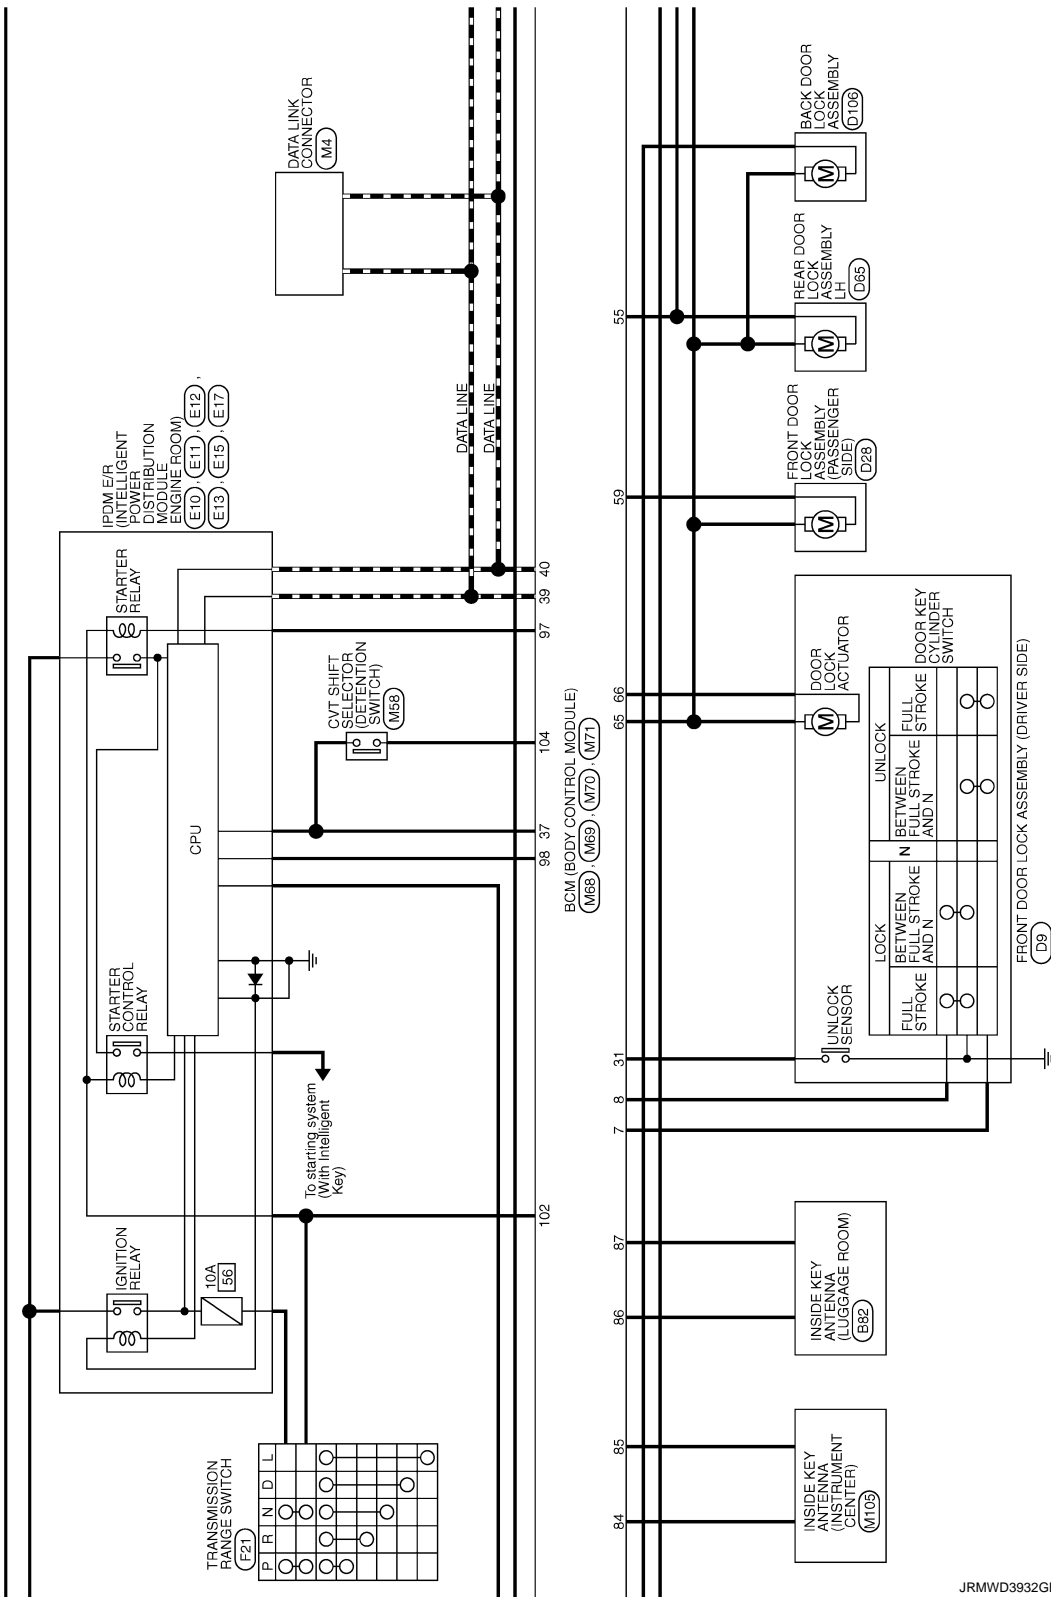 DATA LINK
CONNECTOR
M4
IPDM E/R
(INTELLIGENT
POWER
DISTRIBUTION
MODULE
ENGINE ROOM)
E10 , E11 , E12 ,
E13 , E15 , E17
STARTER
RELAY
CPU
STARTER
CONTROL
RELAY
IGNITION
RELAY
10A
56
To starting system
(With Intelligent
Key)
TRANSMISSION
RANGE SWITCH
F21
P R N D L
DATA LINE
DATA LINE
CVT SHIFT
SELECTOR
(DETENTION
SWITCH)
M58
102
98
37
104
97
39
40
BCM (BODY CONTROL MODULE)
M68 , M69 , M70 , M71
84
85
86
87
7
8
31
65
66
59
55
INSIDE KEY
ANTENNA
(INSTRUMENT
CENTER)
M105
INSIDE KEY
ANTENNA
(LUGGAGE ROOM)
B82
UNLOCK
SENSOR
LOCK
N
UNLOCK
FULL
STROKE
BETWEEN
FULL STROKE
AND N
BETWEEN
FULL STROKE
AND N
FULL
STROKE
DOOR KEY
CYLINDER
SWITCH
DOOR
LOCK
ACTUATOR
M
FRONT DOOR LOCK ASSEMBLY (DRIVER SIDE)
D9
FRONT DOOR
LOCK
ASSEMBLY
(PASSENGER
SIDE)
D28
M
REAR DOOR
LOCK
ASSEMBLY
LH
D65
M
BACK DOOR
LOCK
ASSEMBLY
D106
M